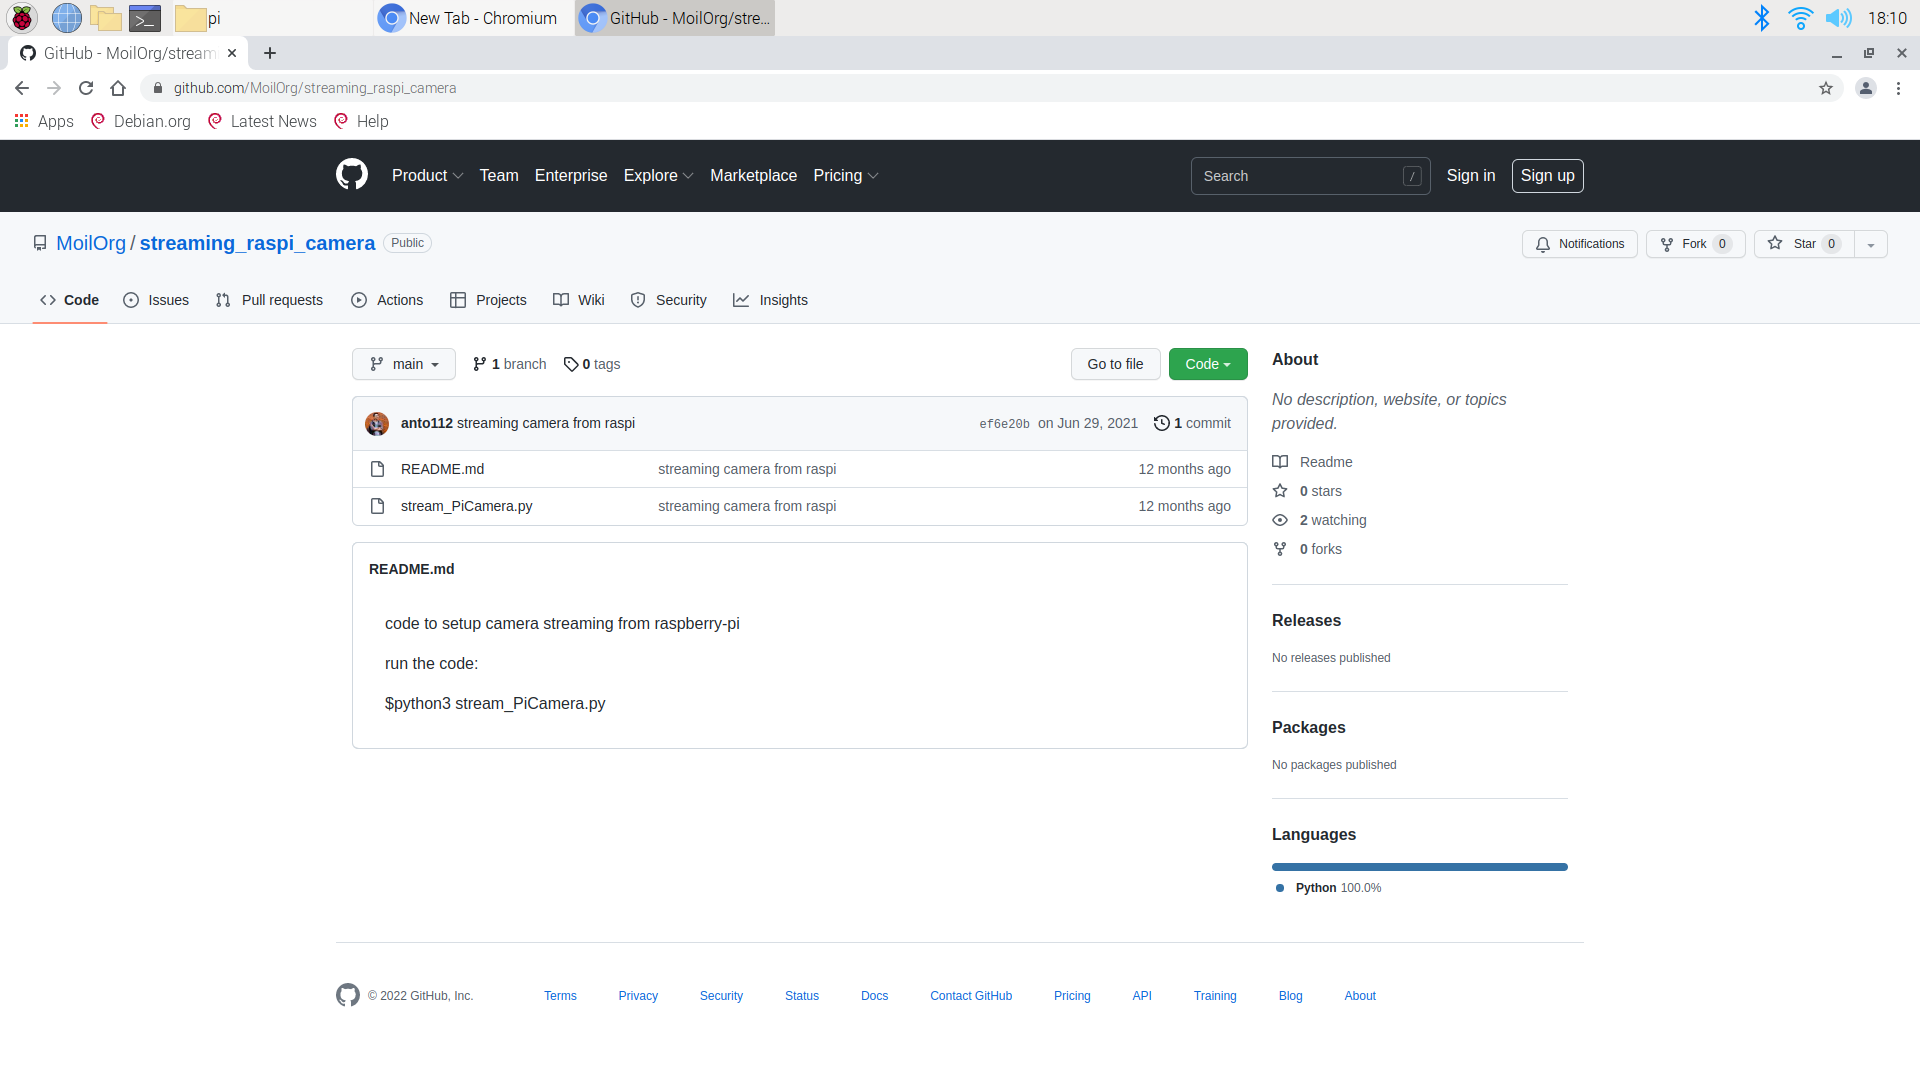 pi
New Tab - Chromium
GitHub - MoilOrg/stre...
18:10
GitHub - MoilOrg/stream
github.com/MoilOrg/streaming_raspi_camera
Apps
Debian.org
Latest News
Help
Product
Team
Enterprise
Explore
Marketplace
Pricing
Search
/
Sign in
Sign up
MoilOrg / streaming_raspi_camera
Public
Notifications
Fork 0
Star 0
Code
Issues
Pull requests
Actions
Projects
Wiki
Security
Insights
main
1 branch
0 tags
Go to file
Code
About
No description, website, or topics
provided.
anto112 streaming camera from raspi
ef6e20b on Jun 29, 2021
1 commit
README.md
streaming camera from raspi
12 months ago
stream_PiCamera.py
streaming camera from raspi
12 months ago
Readme
0 stars
2 watching
0 forks
README.md
code to setup camera streaming from raspberry-pi
run the code:
$python3 stream_PiCamera.py
Releases
No releases published
Packages
No packages published
Languages
Python 100.0%
© 2022 GitHub, Inc.
Terms
Privacy
Security
Status
Docs
Contact GitHub
Pricing
API
Training
Blog
About